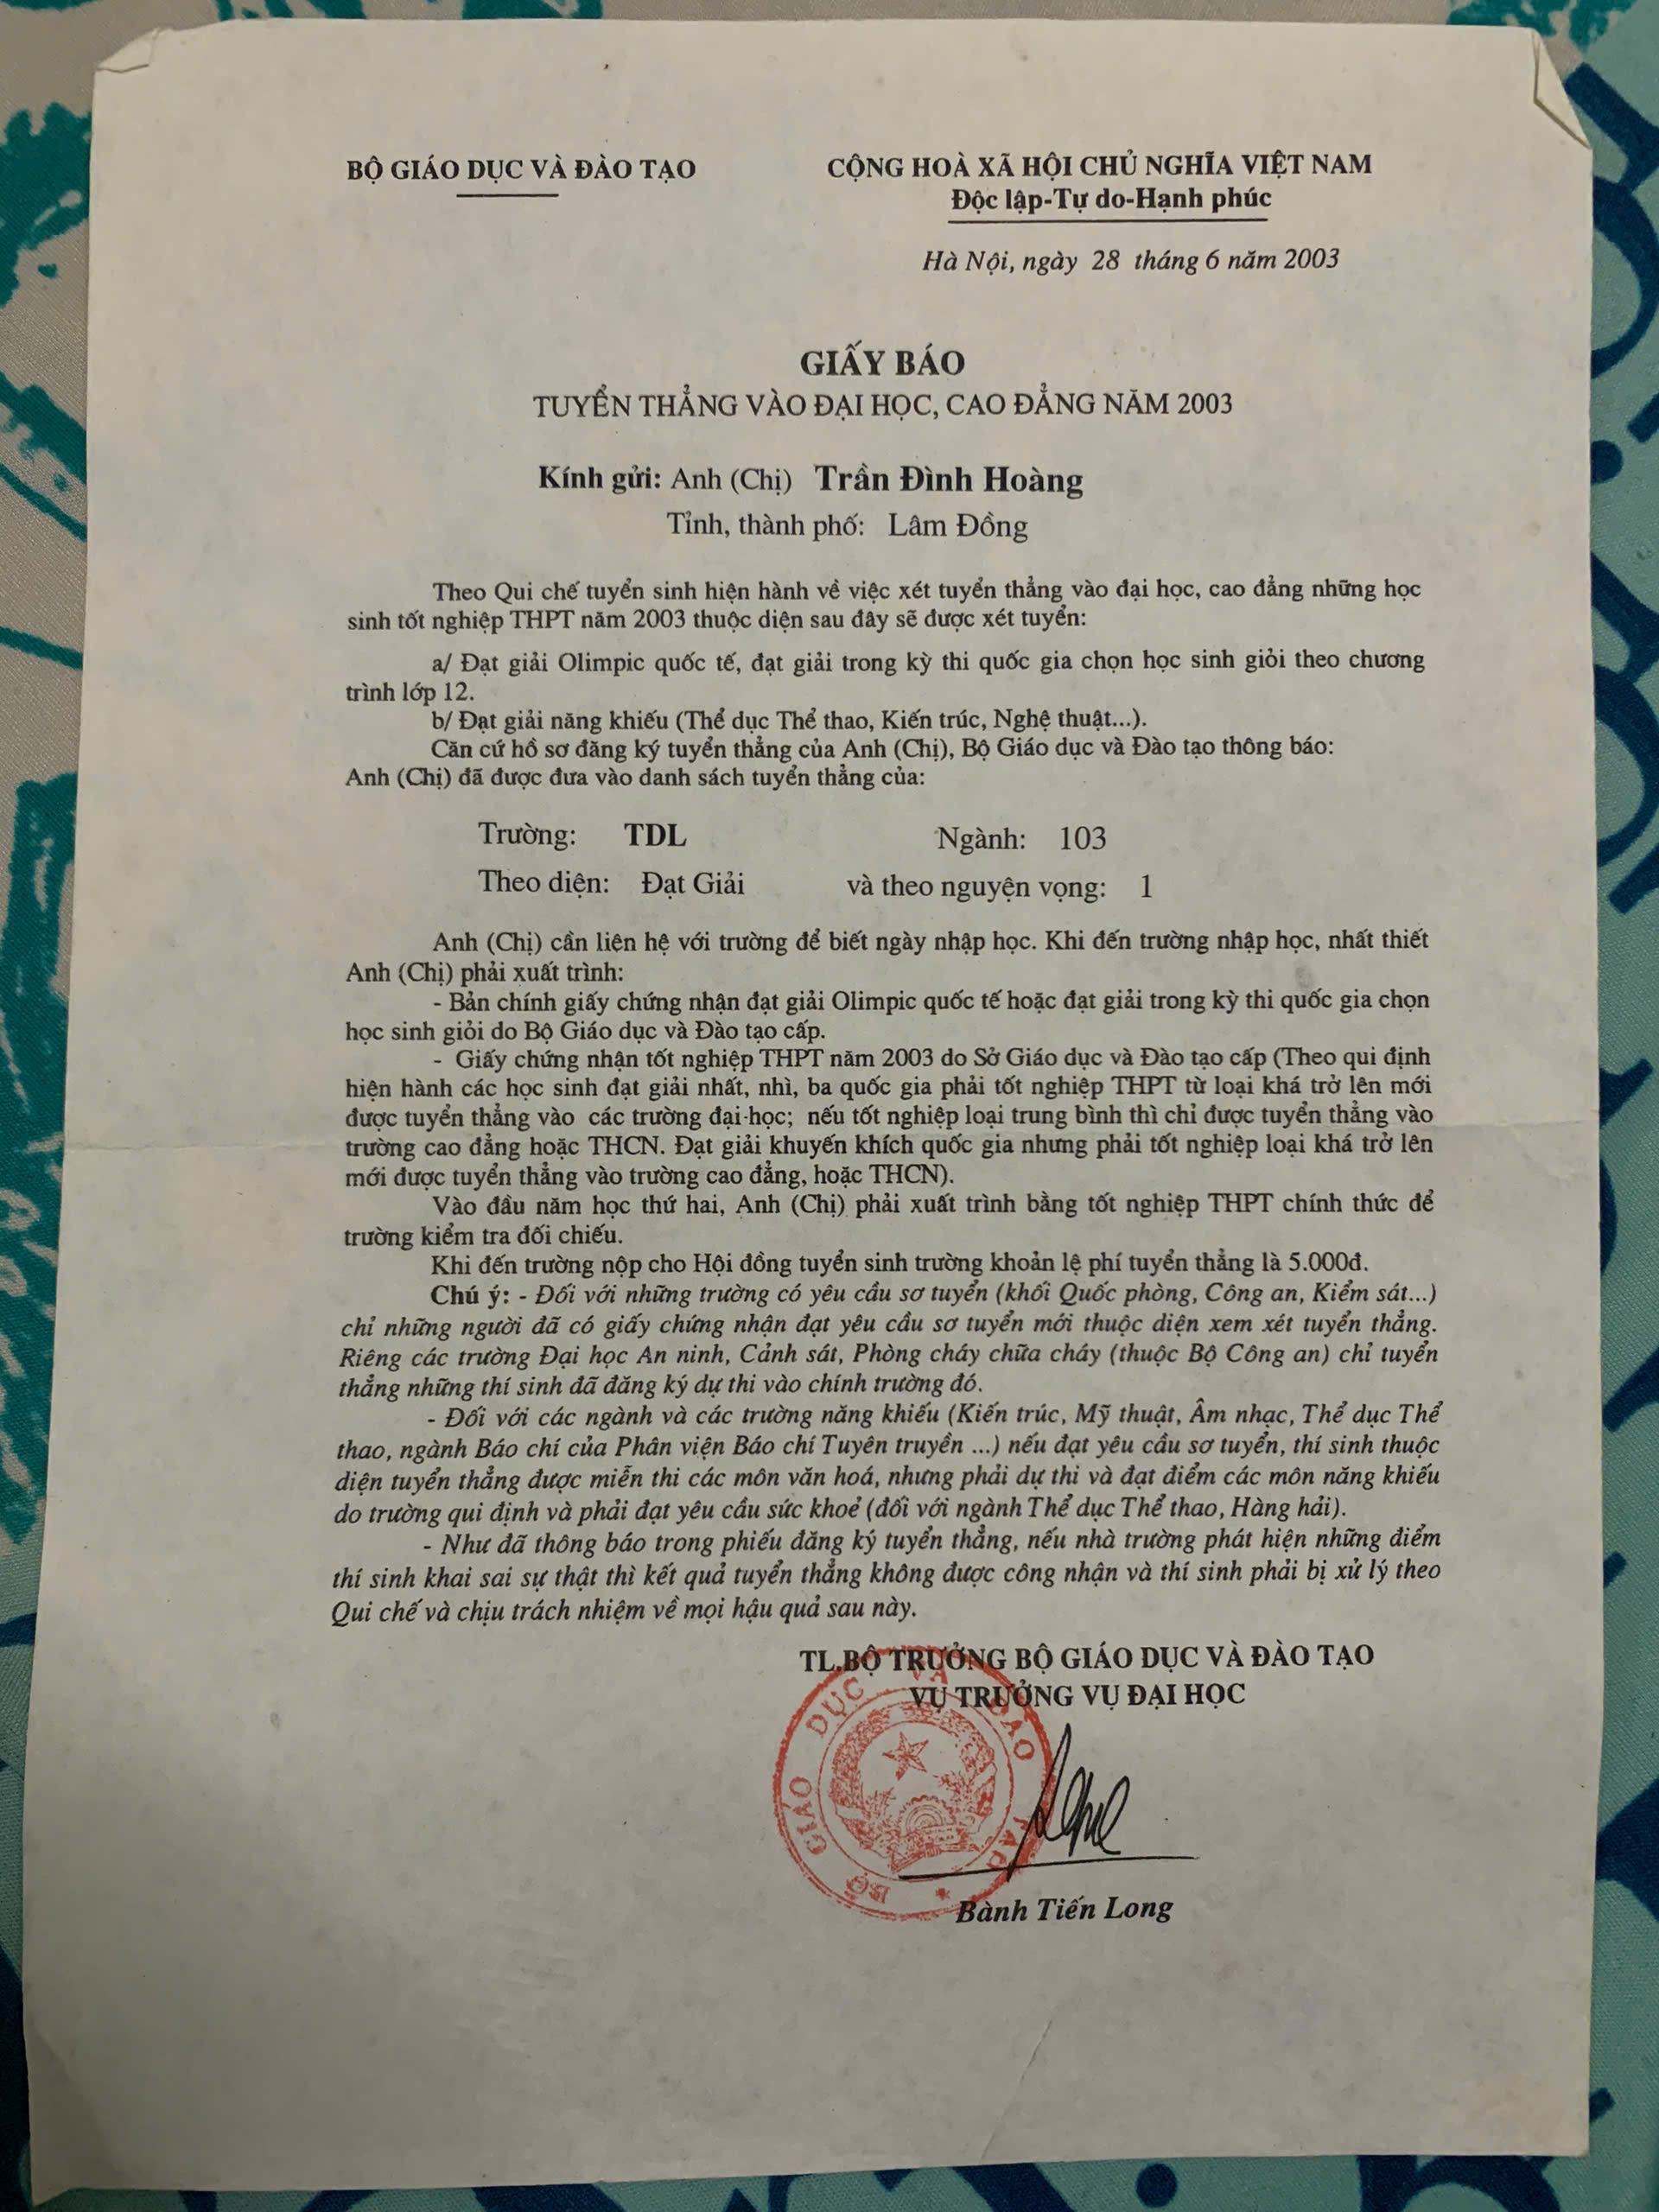 BỘ GIÁO DỤC VÀ ĐÀO TẠO
CỘNG HOÀ XÃ HỘI CHỦ NGHĨA VIỆT NAM
Độc lập-Tự do-Hạnh phúc
Hà Nội, ngày 28 tháng 6 năm 2003
GIẤY BÁO
TUYỂN THẲNG VÀO ĐẠI HỌC, CAO ĐẲNG NĂM 2003
Kính gửi: Anh (Chị) Trần Đình Hoàng
Tỉnh, thành phố: Lâm Đồng
Theo Qui chế tuyển sinh hiện hành về việc xét tuyển thẳng vào đại học, cao đẳng những học
sinh tốt nghiệp THPT năm 2003 thuộc diện sau đây sẽ được xét tuyển:
a/ Đạt giải Olimpic quốc tế, đạt giải trong kỳ thi quốc gia chọn học sinh giỏi theo chương
trình lớp 12.
b/ Đạt giải năng khiếu (Thể dục Thể thao, Kiến trúc, Nghệ thuật...).
Căn cứ hồ sơ đăng ký tuyển thẳng của Anh (Chị), Bộ Giáo dục và Đào tạo thông báo:
Anh (Chị) đã được đưa vào danh sách tuyển thẳng của:
Trường: TDL Ngành: 103
Theo diện: Đạt Giải và theo nguyện vọng: 1
Anh (Chị) cần liên hệ với trường để biết ngày nhập học. Khi đến trường nhập học, nhất thiết
Anh (Chị) phải xuất trình:
- Bản chính giấy chứng nhận đạt giải Olimpic quốc tế hoặc đạt giải trong kỳ thi quốc gia chọn
học sinh giỏi do Bộ Giáo dục và Đào tạo cấp.
- Giấy chứng nhận tốt nghiệp THPT năm 2003 do Sở Giáo dục và Đào tạo cấp (Theo qui định
hiện hành các học sinh đạt giải nhất, nhì, ba quốc gia phải tốt nghiệp THPT từ loại khá trở lên mới
được tuyển thẳng vào các trường đại học; nếu tốt nghiệp loại trung bình thì chỉ được tuyển thẳng vào
trường cao đẳng hoặc THCN. Đạt giải khuyến khích quốc gia nhưng phải tốt nghiệp loại khá trở lên
mới được tuyển thẳng vào trường cao đẳng, hoặc THCN).
Vào đầu năm học thứ hai, Anh (Chị) phải xuất trình bằng tốt nghiệp THPT chính thức để
trường kiểm tra đối chiếu.
Khi đến trường nộp cho Hội đồng tuyển sinh trường khoản lệ phí tuyển thẳng là 5.000đ.
Chú ý: - Đối với những trường có yêu cầu sơ tuyển (khối Quốc phòng, Công an, Kiểm sát...)
chỉ những người đã có giấy chứng nhận đạt yêu cầu sơ tuyển mới thuộc diện xem xét tuyển thẳng.
Riêng các trường Đại học An ninh, Cảnh sát, Phòng cháy chữa cháy (thuộc Bộ Công an) chỉ tuyển
thẳng những thí sinh đã đăng ký dự thi vào chính trường đó.
- Đối với các ngành và các trường năng khiếu (Kiến trúc, Mỹ thuật, Âm nhạc, Thể dục Thể
thao, ngành Báo chí của Phân viện Báo chí Tuyên truyền ...) nếu đạt yêu cầu sơ tuyển, thí sinh thuộc
diện tuyển thẳng được miễn thi các môn văn hoá, nhưng phải dự thi và đạt điểm các môn năng khiếu
do trường qui định và phải đạt yêu cầu sức khoẻ (đối với ngành Thể dục Thể thao, Hàng hải).
- Như đã thông báo trong phiếu đăng ký tuyển thẳng, nếu nhà trường phát hiện những điểm
thí sinh khai sai sự thật thì kết quả tuyển thẳng không được công nhận và thí sinh phải bị xử lý theo
Qui chế và chịu trách nhiệm về mọi hậu quả sau này.
TL.BỘ TRƯỞNG BỘ GIÁO DỤC VÀ ĐÀO TẠO
VỤ TRƯỞNG VỤ ĐẠI HỌC
BỘ GIÁO DỤC VÀ ĐÀO TẠO
Bành Tiến Long